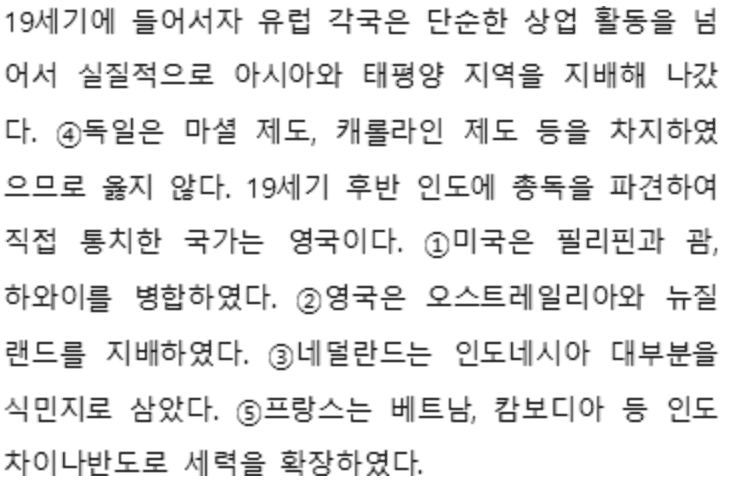 19세기에 들어서자 유럽 각국은 단순한 상업 활동을 넘
어서 실질적으로 아시아와 태평양 지역을 지배해 나갔
다. ④독일은 마셜 제도, 캐롤라인 제도 등을 차지하였
으므로 옳지 않다. 19세기 후반 인도에 총독을 파견하여
직접 통치한 국가는 영국이다. ①미국은 필리핀과 괌,
하와이를 병합하였다. ②영국은 오스트레일리아와 뉴질
랜드를 지배하였다. ③네덜란드는 인도네시아 대부분을
식민지로 삼았다. ⑤프랑스는 베트남, 캄보디아 등 인도
차이나반도로 세력을 확장하였다.